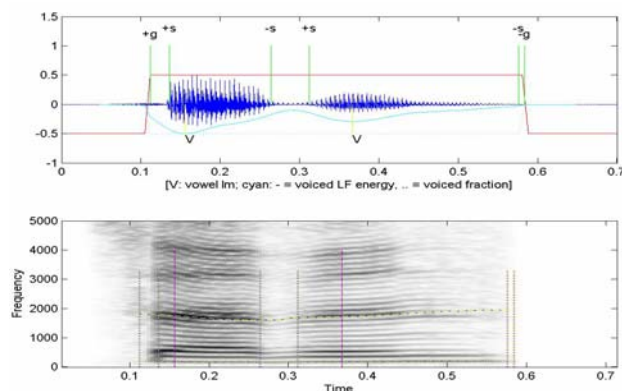 1.5
+g +s -s +s -s
-g
1
0.5
0
-0.5
V V
-1
0 0.1 0.2 0.3 0.4 0.5 0.6 0.7
[V: vowel lm; cyan: - = voiced LF energy, .. = voiced fraction]
5000
4000
3000
2000
1000
0
Frequency
0.1 0.2 0.3 0.4 0.5 0.6 0.7
Time